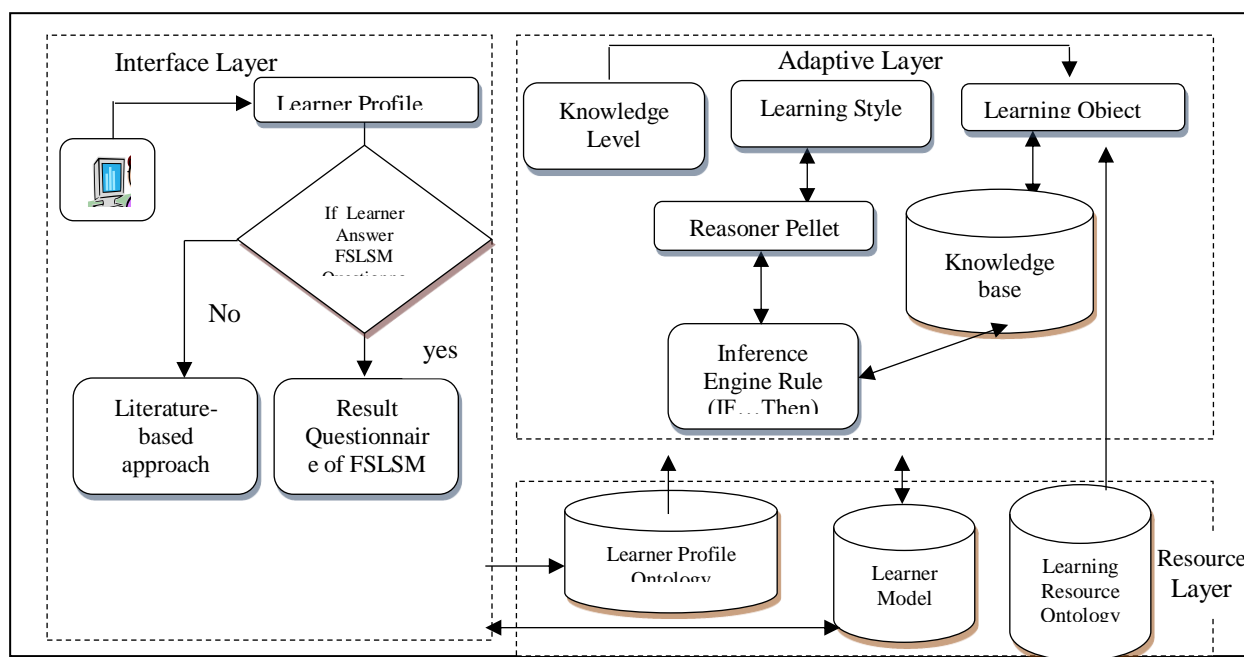 Interface Layer
Learner Profile
If Learner
Answer
FSLSM
No
yes
Literature-
based
approach
Result
Questionnair
e of FSLSM
Adaptive Layer
Knowledge
Level
Learning Style
Learning Object
Reasoner Pellet
Knowledge
base
Inference
Engine Rule
(IF…Then)
Learner Profile
Ontology
Learner
Model
Learning
Resource
Ontology
Resource
Layer